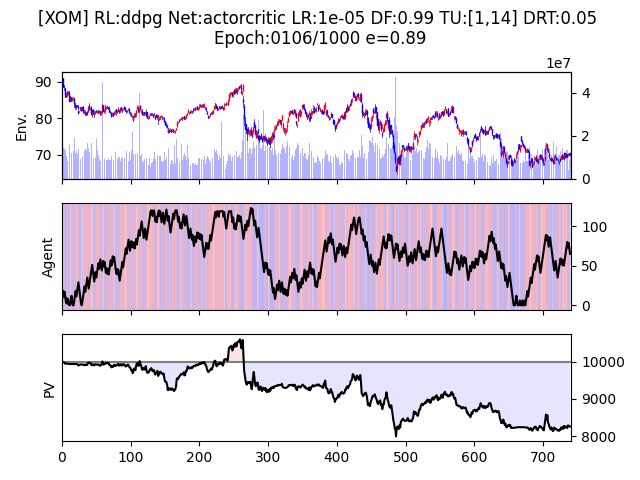 [XOM] RL:ddpg Net:actorcritic LR:1e-05 DF:0.99 TU:[1,14] DRT:0.05
Epoch:0106/1000 e=0.89
1e7
Env.
90
80
70
4
2
0
Agent
100
50
0
PV
10000
9000
8000
0 100 200 300 400 500 600 700